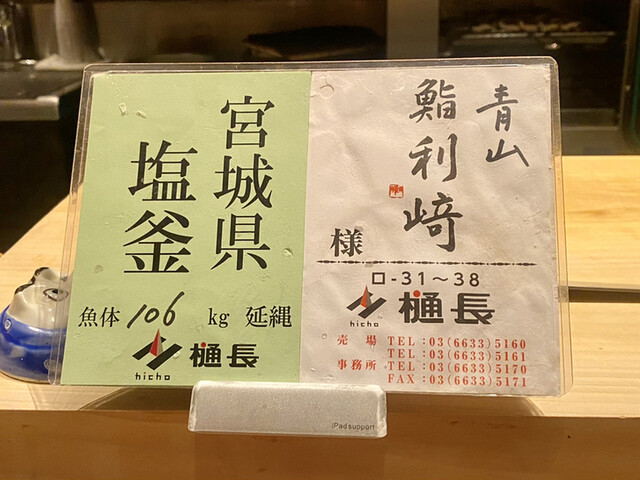 宮城県
塩釜
魚体 106 kg 延縄
hicho 樋長
青山
鮨 利﨑
様
ロ-31～38
hicho 樋長
売場 TEL：03(6633)5160
TEL：03(6633)5161
事務所 TEL：03(6633)5170
FAX：03(6633)5171
iPad support